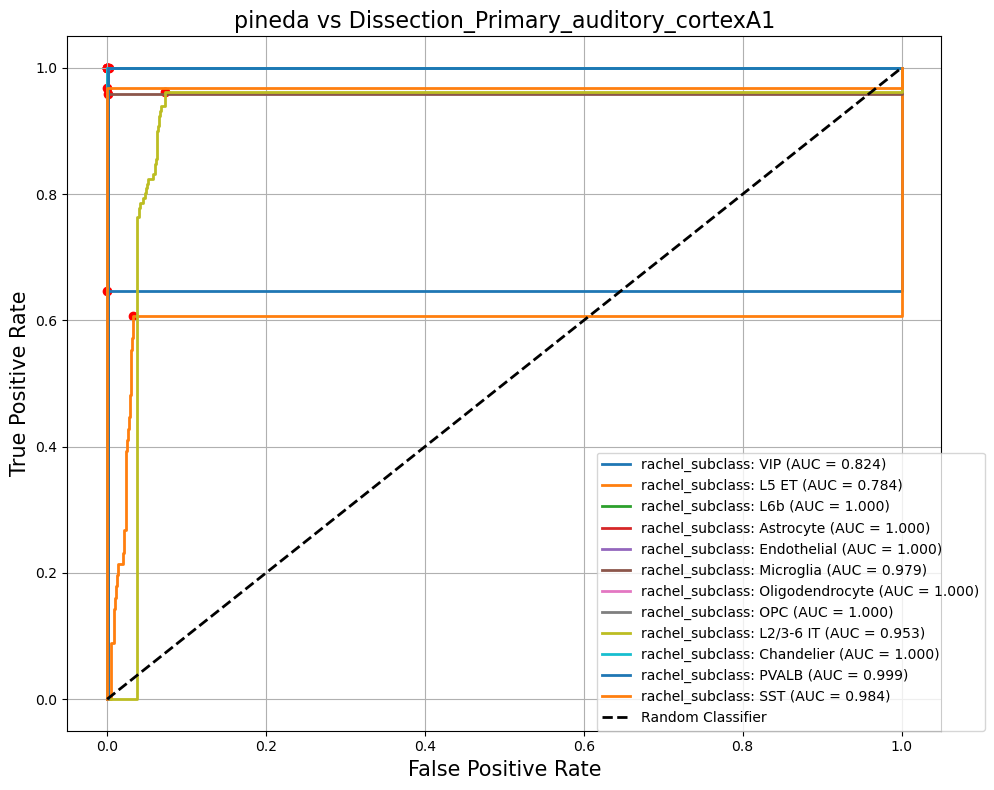 pineda vs Dissection_Primary_auditory_cortexA1
True Positive Rate
1.0
0.8
0.6
0.4
0.2
0.0
rachel_subclass: VIP (AUC = 0.824)
rachel_subclass: L5 ET (AUC = 0.784)
rachel_subclass: L6b (AUC = 1.000)
rachel_subclass: Astrocyte (AUC = 1.000)
rachel_subclass: Endothelial (AUC = 1.000)
rachel_subclass: Microglia (AUC = 0.979)
rachel_subclass: Oligodendrocyte (AUC = 1.000)
rachel_subclass: OPC (AUC = 1.000)
rachel_subclass: L2/3-6 IT (AUC = 0.953)
rachel_subclass: Chandelier (AUC = 1.000)
rachel_subclass: PVALB (AUC = 0.999)
rachel_subclass: SST (AUC = 0.984)
Random Classifier
0.0 0.2 0.4 0.6 0.8 1.0
False Positive Rate